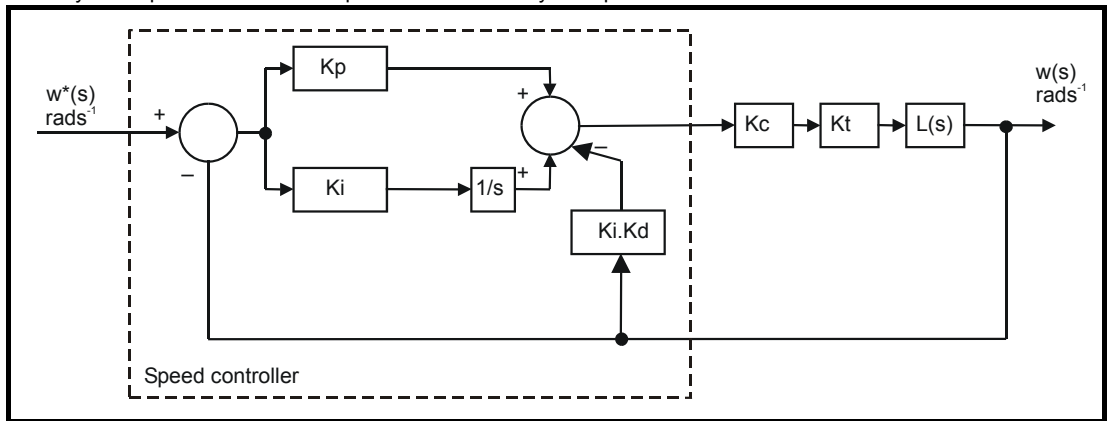 Kp
w*(s)
rads-1
+
–
Ki
1/s
+
+
–
Ki.Kd
Kc
Kt
L(s)
w(s)
rads-1
Speed controller